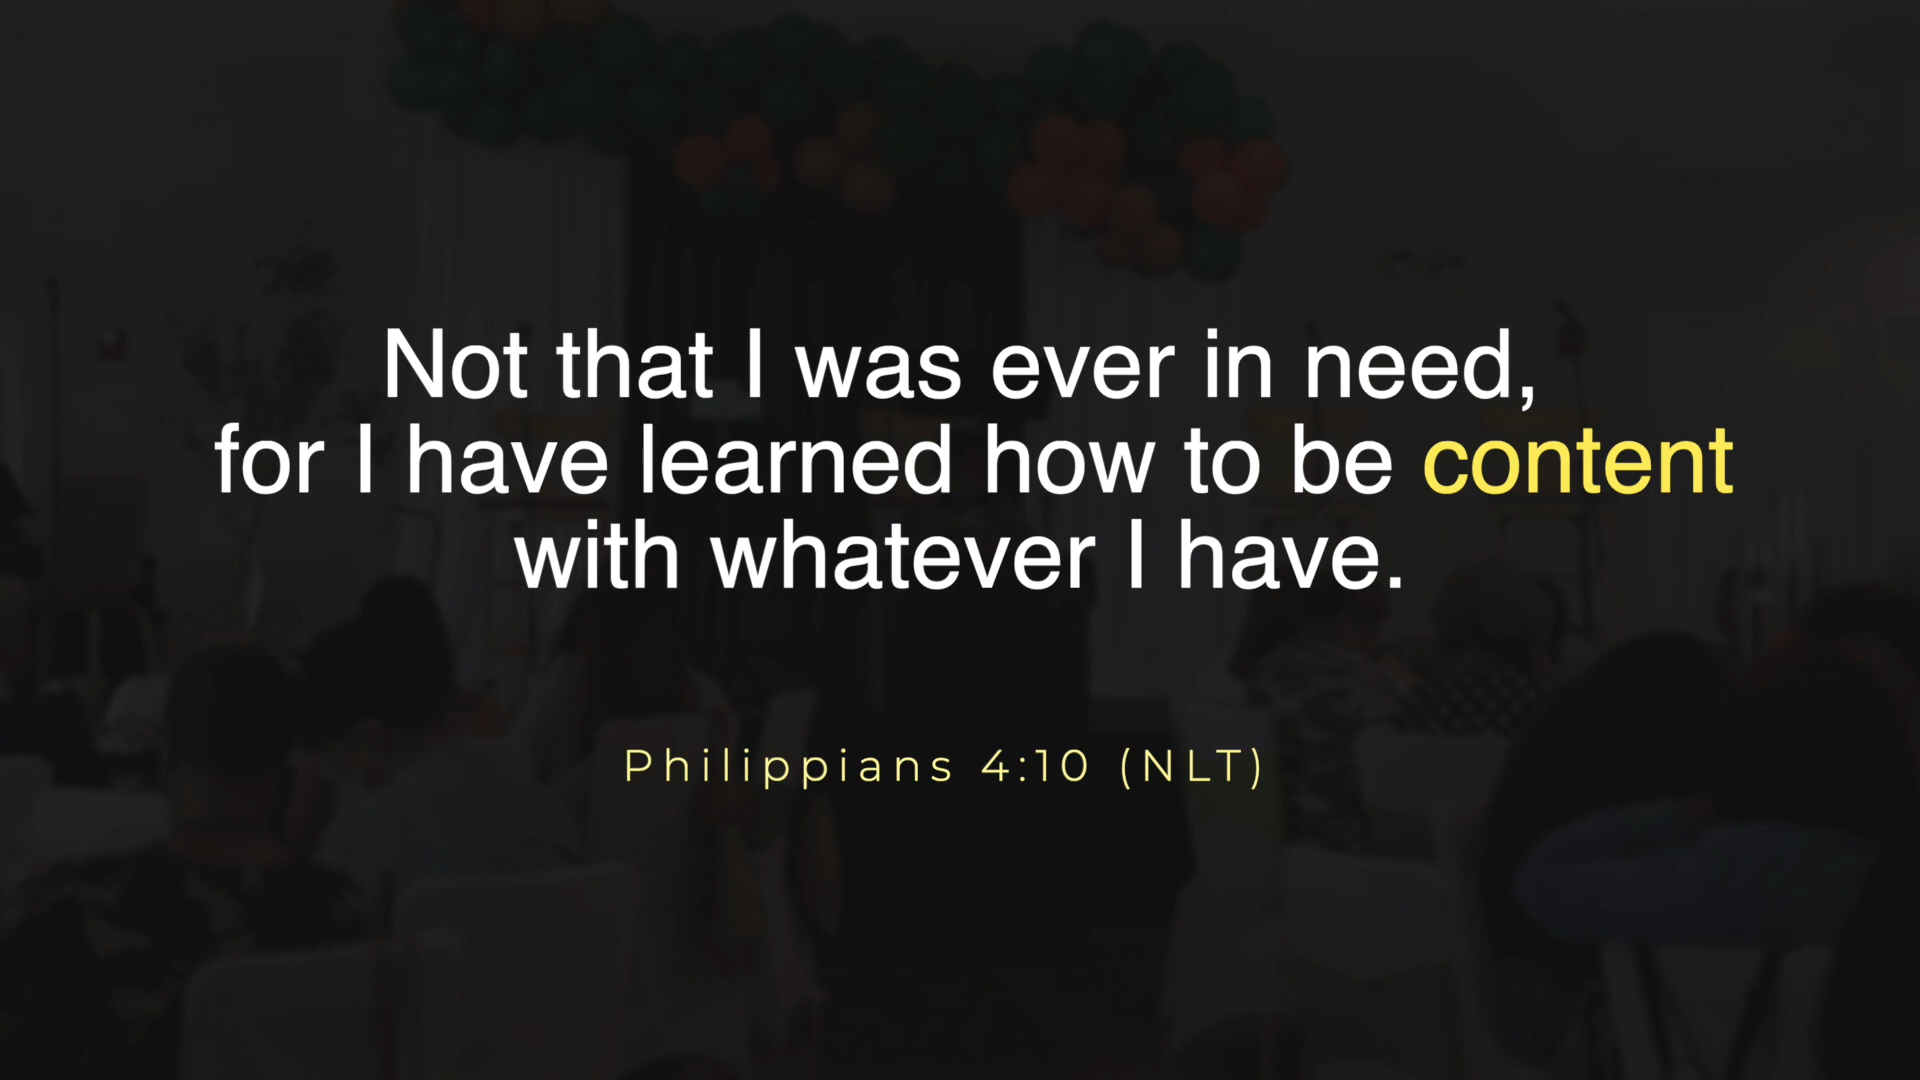 Not that I was ever in need,
for I have learned how to be content
with whatever I have.
Philippians 4:10 (NLT)